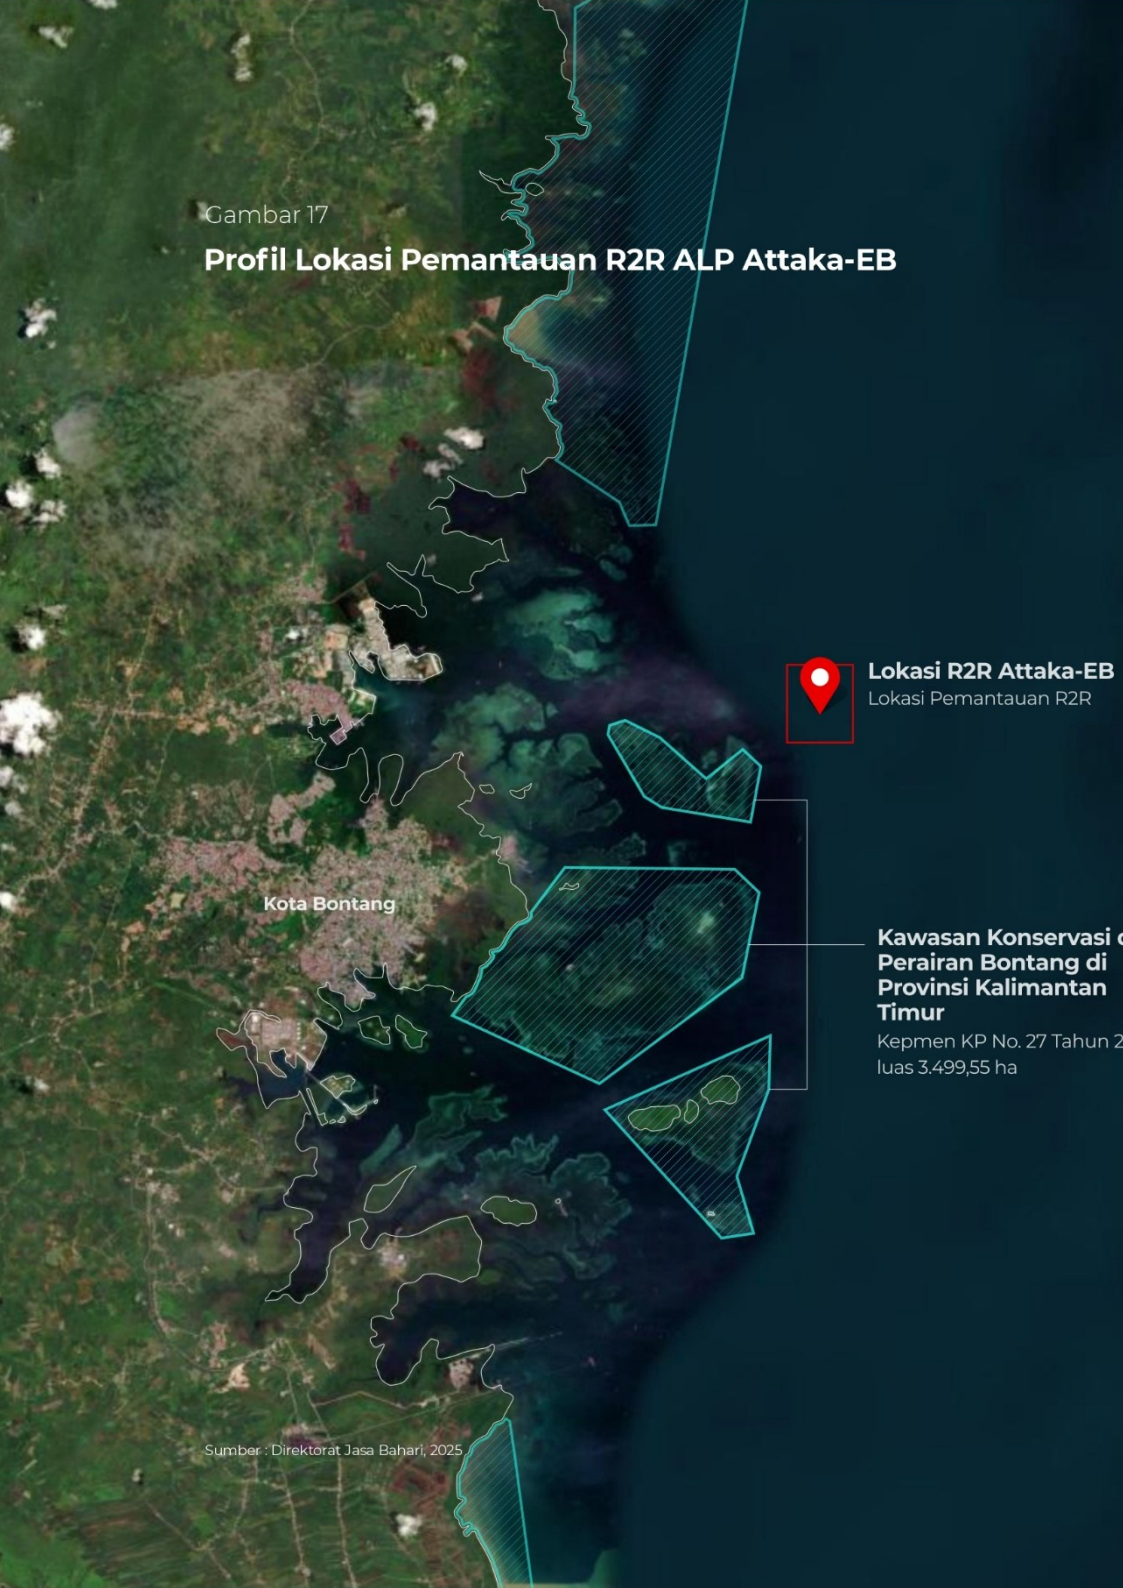 Gambar 17
Profil Lokasi Pemantauan R2R ALP Attaka-EB
Lokasi R2R Attaka-EB
Lokasi Pemantauan R2R
Kota Bontang
Kawasan Konservasi
Perairan Bontang di
Provinsi Kalimantan
Timur
Kepmen KP No. 27 Tahun
luas 3.499,55 ha
Sumber : Direktorat Jasa Bahari, 2025